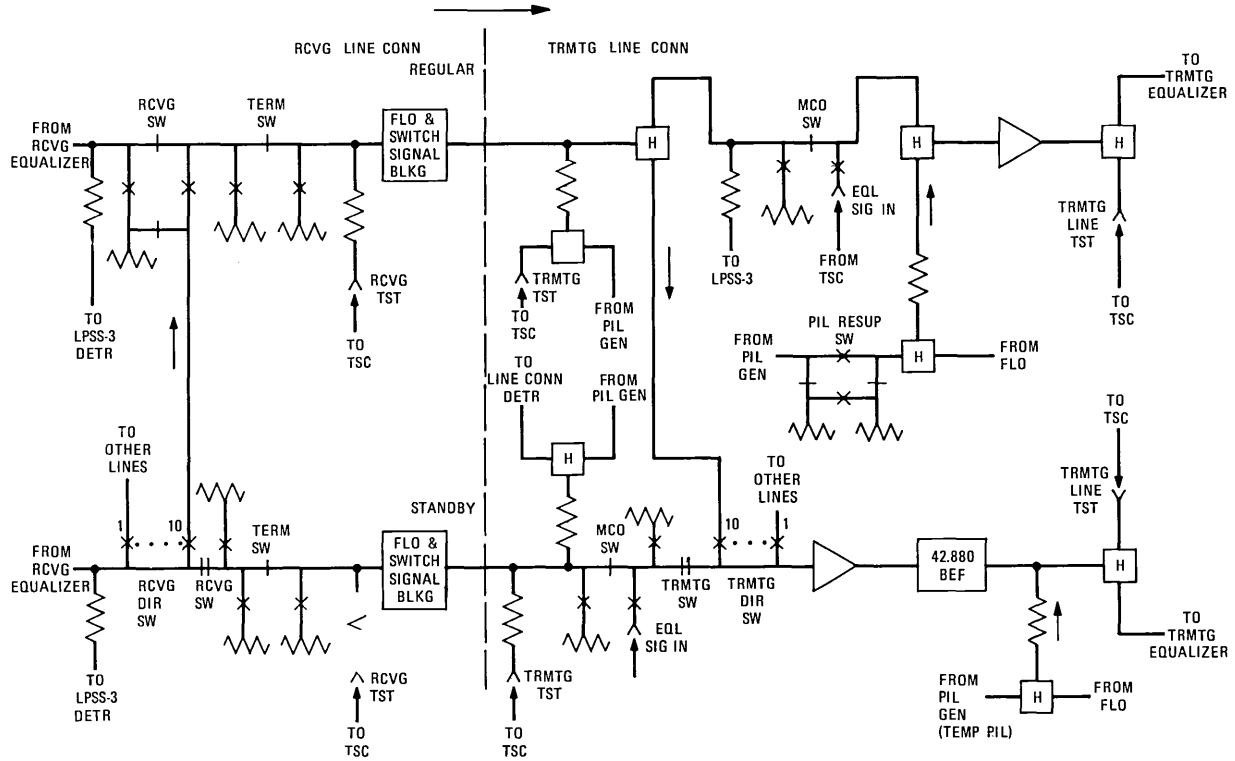 RCVG LINE CONN
REGULAR
TRMTG LINE CONN
RCVG
SW
TERM
SW
FROM
RCVG
EQUALIZER
FLO &
SWITCH
SIGNAL
BLKG
H
MCO
SW
H
H
TO
TRMTG
EQUALIZER
TO
LPSS-3
DETR
RCVG
TST
TO
TSC
TRMTG
TST
TO
TSC
FROM
PIL
GEN
TO
LPSS-3
EQL
SIG IN
FROM
TSC
TRMTG
LINE
TST
TO
TSC
PIL RESUP
SW
FROM
PIL
GEN
H
FROM
FLO
TO
LINE CONN
DETR
FROM
PIL GEN
H
TO
OTHER
LINES
1
10
TERM
SW
STANDBY
FROM
RCVG
EQUALIZER
RCVG
DIR
SW
RCVG
SW
FLO &
SWITCH
SIGNAL
BLKG
MCO
SW
10
1
TO
OTHER
LINES
TRMTG
SW
TRMTG
DIR
SW
EQL
SIG IN
42.880
BEF
TO
TSC
TRMTG
LINE
TST
H
TO
TRMTG
EQUALIZER
TO
LPSS-3
DETR
RCVG
TST
TO
TSC
TRMTG
TST
TO
TSC
FROM
PIL
GEN
(TEMP PIL)
H
FROM
FLO